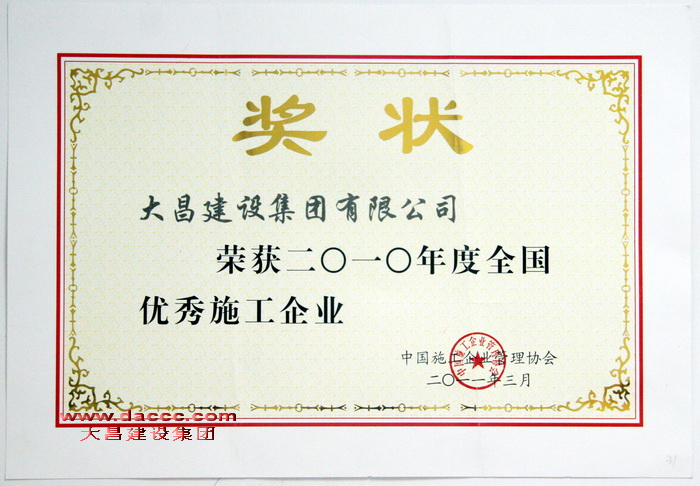 奖状
大昌建设集团有限公司
荣获二〇一〇年度全国
优秀施工企业
中国施工企业管理协会
二〇一一年三月
www.daccc.com
大昌建设集团